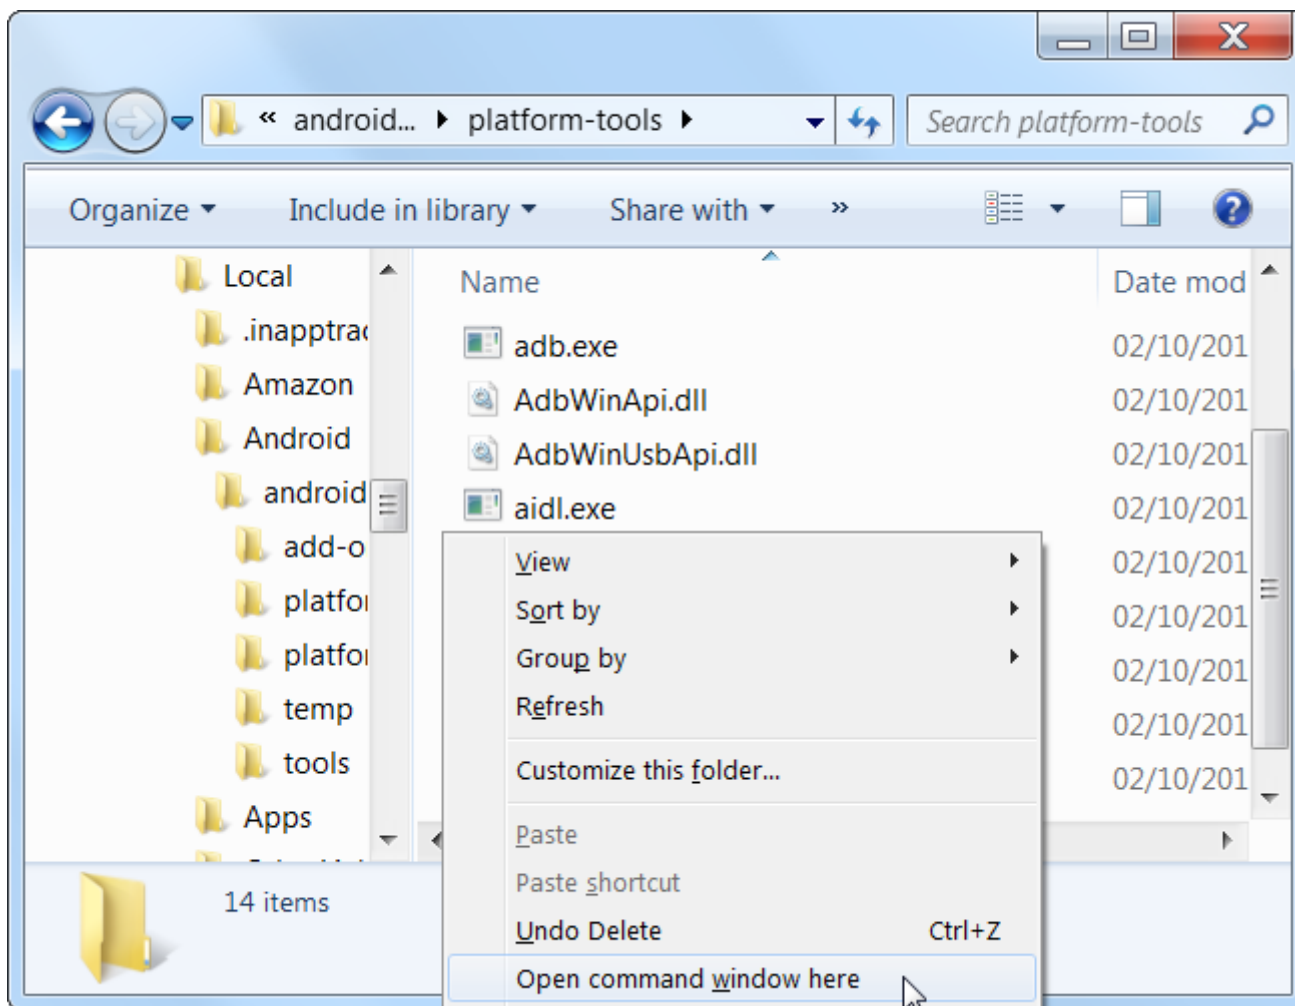 « android... platform-tools
Search platform-tools
Organize
Include in library
Share with
»
Local
.inapptrac
Amazon
Android
android
add-o
platfor
platfor
temp
tools
Apps
Name
Date mod
adb.exe
02/10/201
AdbWinApi.dll
02/10/201
AdbWinUsbApi.dll
02/10/201
aidl.exe
02/10/201
02/10/201
02/10/201
02/10/201
02/10/201
02/10/201
View
Sort by
Group by
Refresh
Customize this folder...
Paste
Paste shortcut
Undo Delete Ctrl+Z
Open command window here
14 items